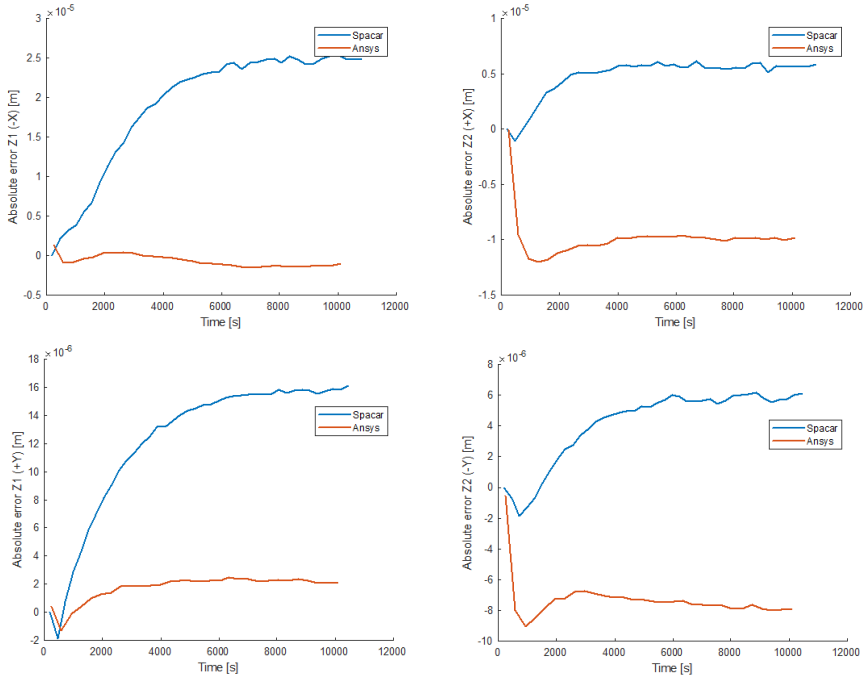 × 10^-5
3
2.5
2
1.5
1
0.5
0
-0.5
Absolute error Z1 (-X) [m]
0 2000 4000 6000 8000 10000 12000
Time [s]
Spacar
Ansys
× 10^-5
1
0.5
0
-0.5
-1
-1.5
Absolute error Z2 (+X) [m]
0 2000 4000 6000 8000 10000 12000
Time [s]
Spacar
Ansys
× 10^-6
18
16
14
12
10
8
6
4
2
0
-2
Absolute error Z1 (+Y) [m]
0 2000 4000 6000 8000 10000 12000
Time [s]
Spacar
Ansys
× 10^-6
8
6
4
2
0
-2
-4
-6
-8
-10
Absolute error Z2 (-Y) [m]
0 2000 4000 6000 8000 10000 12000
Time [s]
Spacar
Ansys